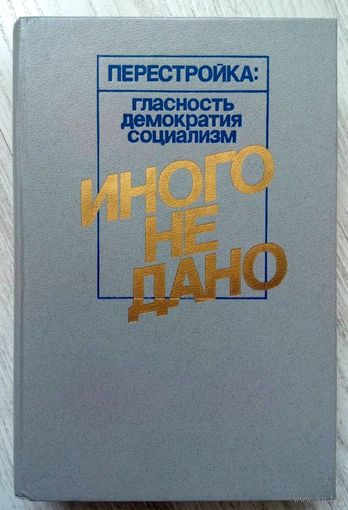 ПЕРЕСТРОЙКА:
гласность
демократия
социализм
ИНОГО
НЕ
ДАНО